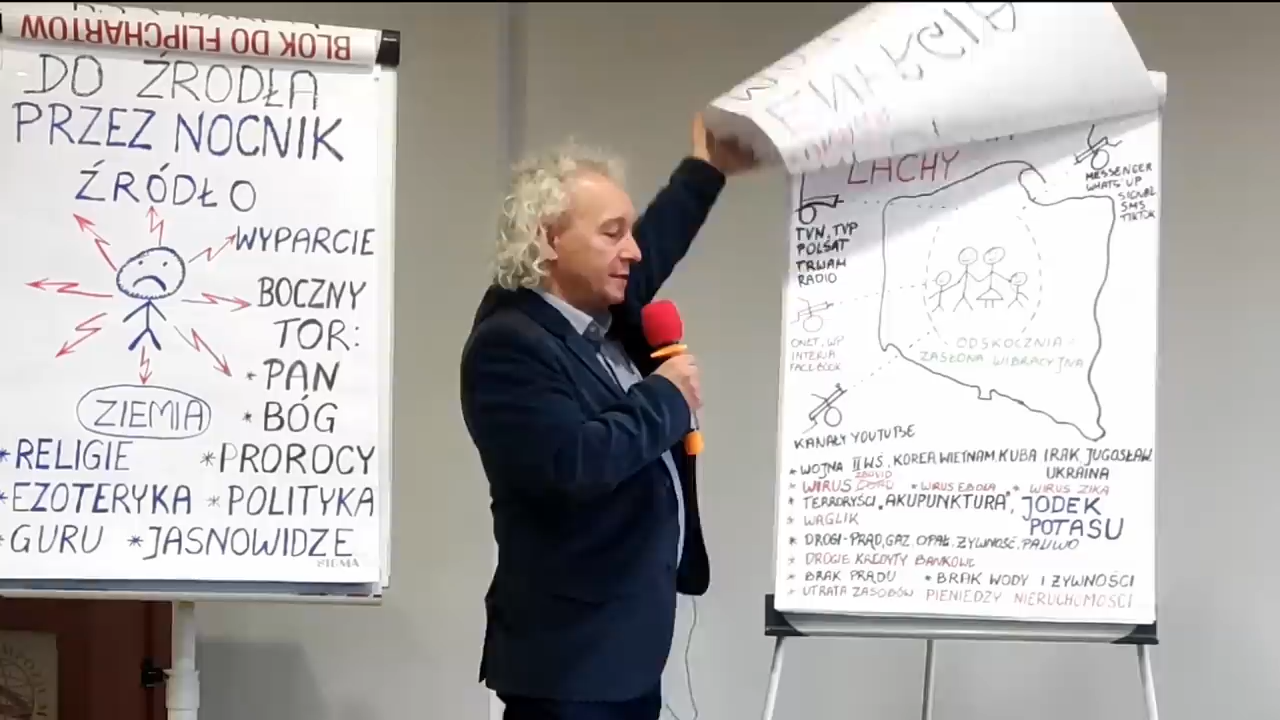 BLOK DO FLIPCHARTÓW
DO ŹRODŁA
PRZEZ NOCNIK
ŹRÓDŁO
WYPARCIE
BOCZNY
TOR:
* PAN
* BÓG
ZIEMIA
* RELIGIE * PROROCY
* EZOTERYKA * POLITYKA
* GURU * JASNOWIDZE
ENERGIA
LACHY
MESSENGER
WHATS UP
SIGNAL
SMS
TIKTOK
TVN, TVP
POLSAT
TRWAM
RADIO
ONET, WP
INTERIA
FACEBOOK
ODSKOCZNIA -
ZASŁONA WIBRACYJNA
KANAŁY YOUTUBE
* WOJNA II WŚ. KOREA, WIETNAM KUBA IRAK, JUGOSŁAW.
UKRAINA
* WIRUS * WIRUS EBOLA * WIRUS ZIKA
* TERRORYŚCI, „AKUPUNKTURA", JODEK
POTASU
* WĄGLIK
* DROGI-PRĄD, GAZ, OPAŁ, ŻYWNOŚĆ, PALIWO
* DROGIE KREDYTY BANKOWE
* BRAK PRĄDU * BRAK WODY I ŻYWNOŚCI
* UTRATA ZASOBÓW PIENIĘDZY NIERUCHOMOŚCI